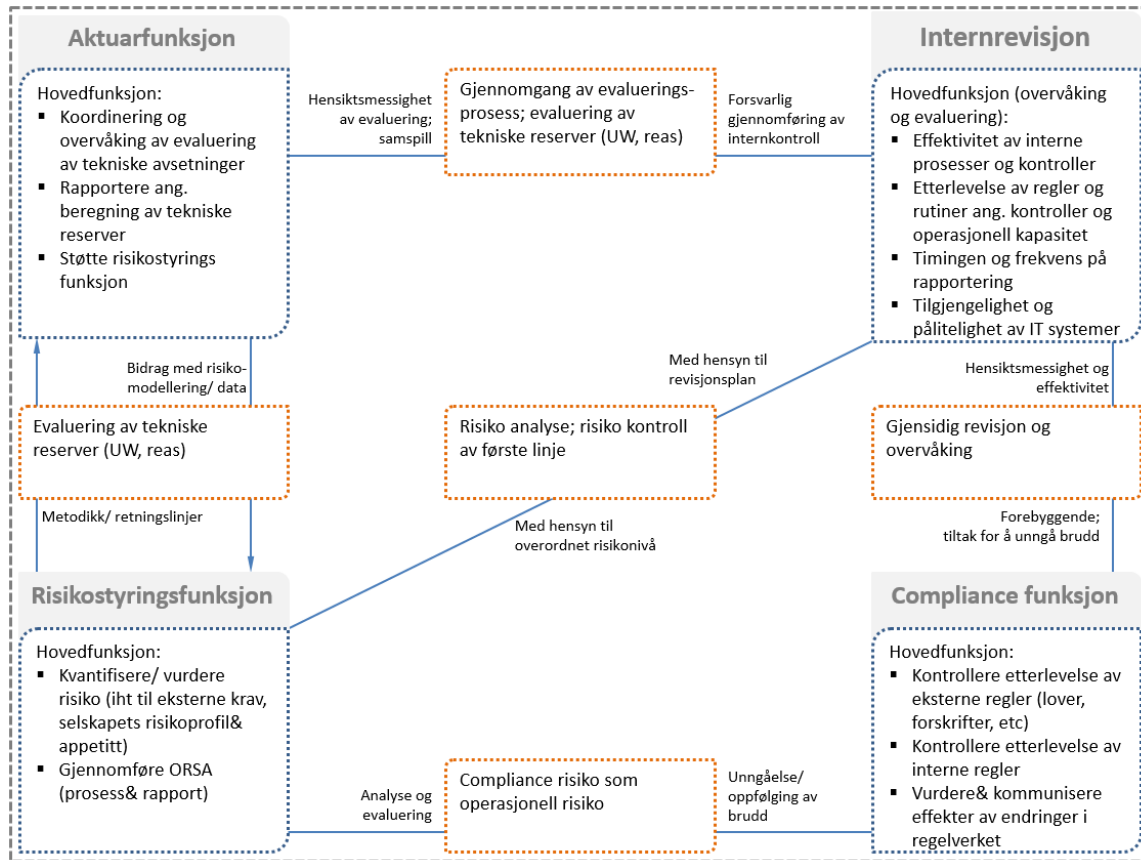 Aktuarfunksjon
Hovedfunksjon:
▪ Koordinering og
overvåking av evaluering
av tekniske avsetninger
▪ Rapportere ang.
beregning av tekniske
reserver
▪ Støtte risikostyrings
funksjon
Hensiktsmessighet
av evaluering;
samspill
Gjennomgang av evaluerings-
prosess; evaluering av
tekniske reserver (UW, reas)
Forsvarlig
gjennomføring av
internkontroll
Internrevisjon
Hovedfunksjon (overvåking
og evaluering):
▪ Effektivitet av interne
prosesser og kontroller
▪ Etterlevelse av regler og
rutiner ang. kontroller og
operasjonell kapasitet
▪ Timingen og frekvens på
rapportering
▪ Tilgjengelighet og
pålitelighet av IT systemer
Bidrag med risiko-
modellering/ data
Med hensyn til
revisjonsplan
Hensiktsmessighet og
effektivitet
Evaluering av tekniske
reserver (UW, reas)
Risiko analyse; risiko kontroll
av første linje
Gjensidig revisjon og
overvåking
Metodikk/ retningslinjer
Med hensyn til
overordnet risikonivå
Forebyggende;
tiltak for å unngå brudd
Risikostyringsfunksjon
Hovedfunksjon:
▪ Kvantifisere/ vurdere
risiko (iht til eksterne krav,
selskapets risikoprofil&
appetitt)
▪ Gjennomføre ORSA
(prosess& rapport)
Analyse og
evaluering
Compliance risiko som
operasjonell risiko
Unngåelse/
oppfølging av
brudd
Compliance funksjon
Hovedfunksjon:
▪ Kontrollere etterlevelse av
eksterne regler (lover,
forskrifter, etc)
▪ Kontrollere etterlevelse av
interne regler
▪ Vurdere& kommunisere
effekter av endringer i
regelverket